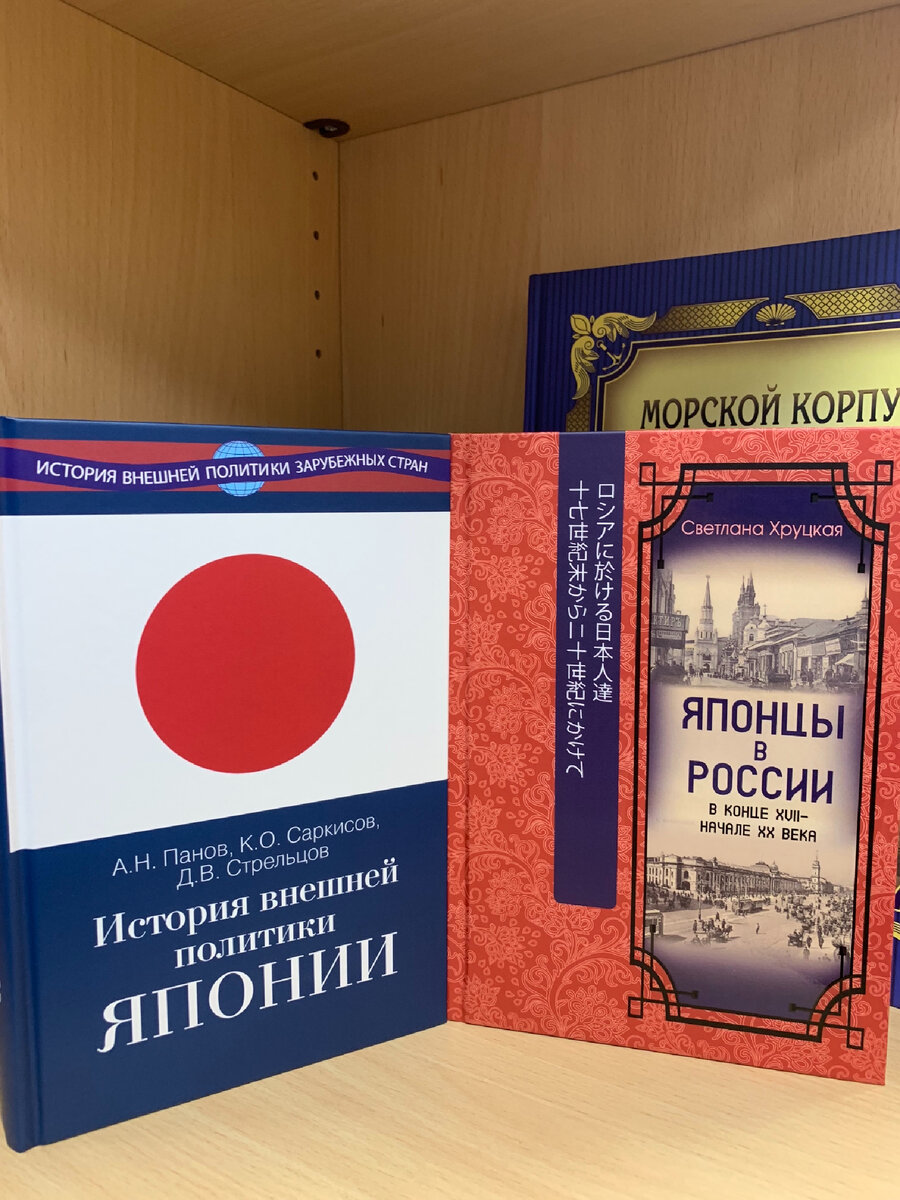 ИСТОРИЯ ВНЕШНЕЙ ПОЛИТИКИ ЗАРУБЕЖНЫХ СТРАН
А.Н. Панов, К.О. Саркисов,
Д.В. Стрельцов
История внешней
политики
ЯПОНИИ
ロシアに於ける日本人達
十七世紀末から二十世紀にかけて
Светлана Хруцкая
ЯПОНЦЫ
В
РОССИИ
В КОНЦЕ XVII-
НАЧАЛЕ XX ВЕКА
МОРСКОЙ КОРПУ